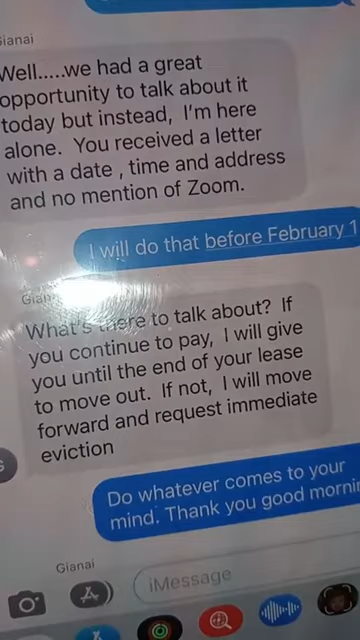 Gianai
Well.....we had a great
opportunity to talk about it
today but instead, I'm here
alone. You received a letter
with a date , time and address
and no mention of Zoom.
I will do that before February 1
Gian
What's there to talk about? If
you continue to pay, I will give
you until the end of your lease
to move out. If not, I will move
forward and request immediate
eviction
Do whatever comes to your
mind. Thank you good mornin
Gianai
iMessage